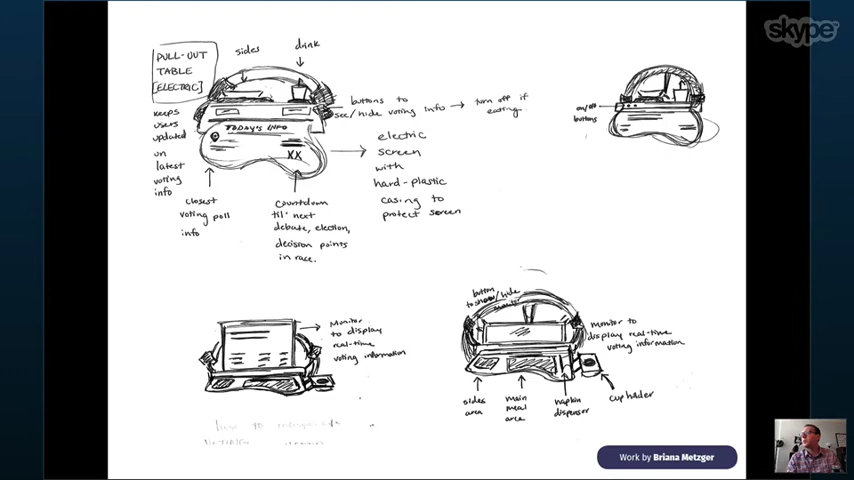 skype
PULL-OUT
TABLE
[ELECTRIC]
sides
drink
keeps
users
updated
on
latest
voting
info
buttons to
see/hide voting info → turn off if
eating.
TODAY'S INFO
XX
electric
screen
with
hard-plastic
casing to
protect screen
closest
voting poll
info
countdown
til' next
debate, election,
decision points
in race.
on/off
buttons
Monitor
to display
real-time
voting information
button
to show/hide
monitor to
display real-time
voting information
sides
area
main
meal
area
napkin
dispensor
cup holder
how to
VOTING
Work by Briana Metzger